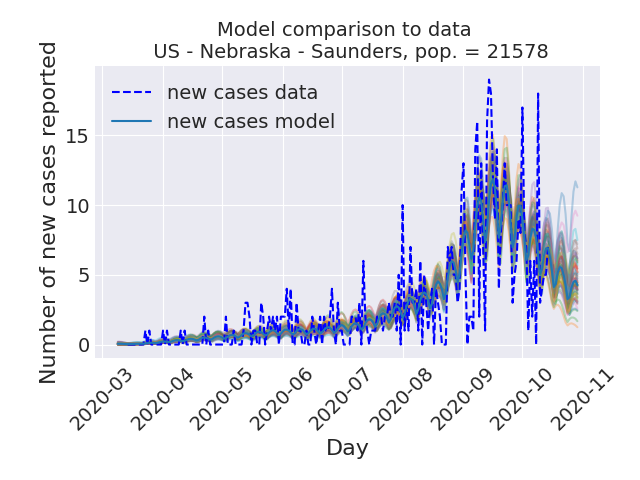 Model comparison to data
US - Nebraska - Saunders, pop. = 21578
new cases data
new cases model
Number of new cases reported
15
10
5
0
2020-03
2020-04
2020-05
2020-06
2020-07
2020-08
2020-09
2020-10
2020-11
Day